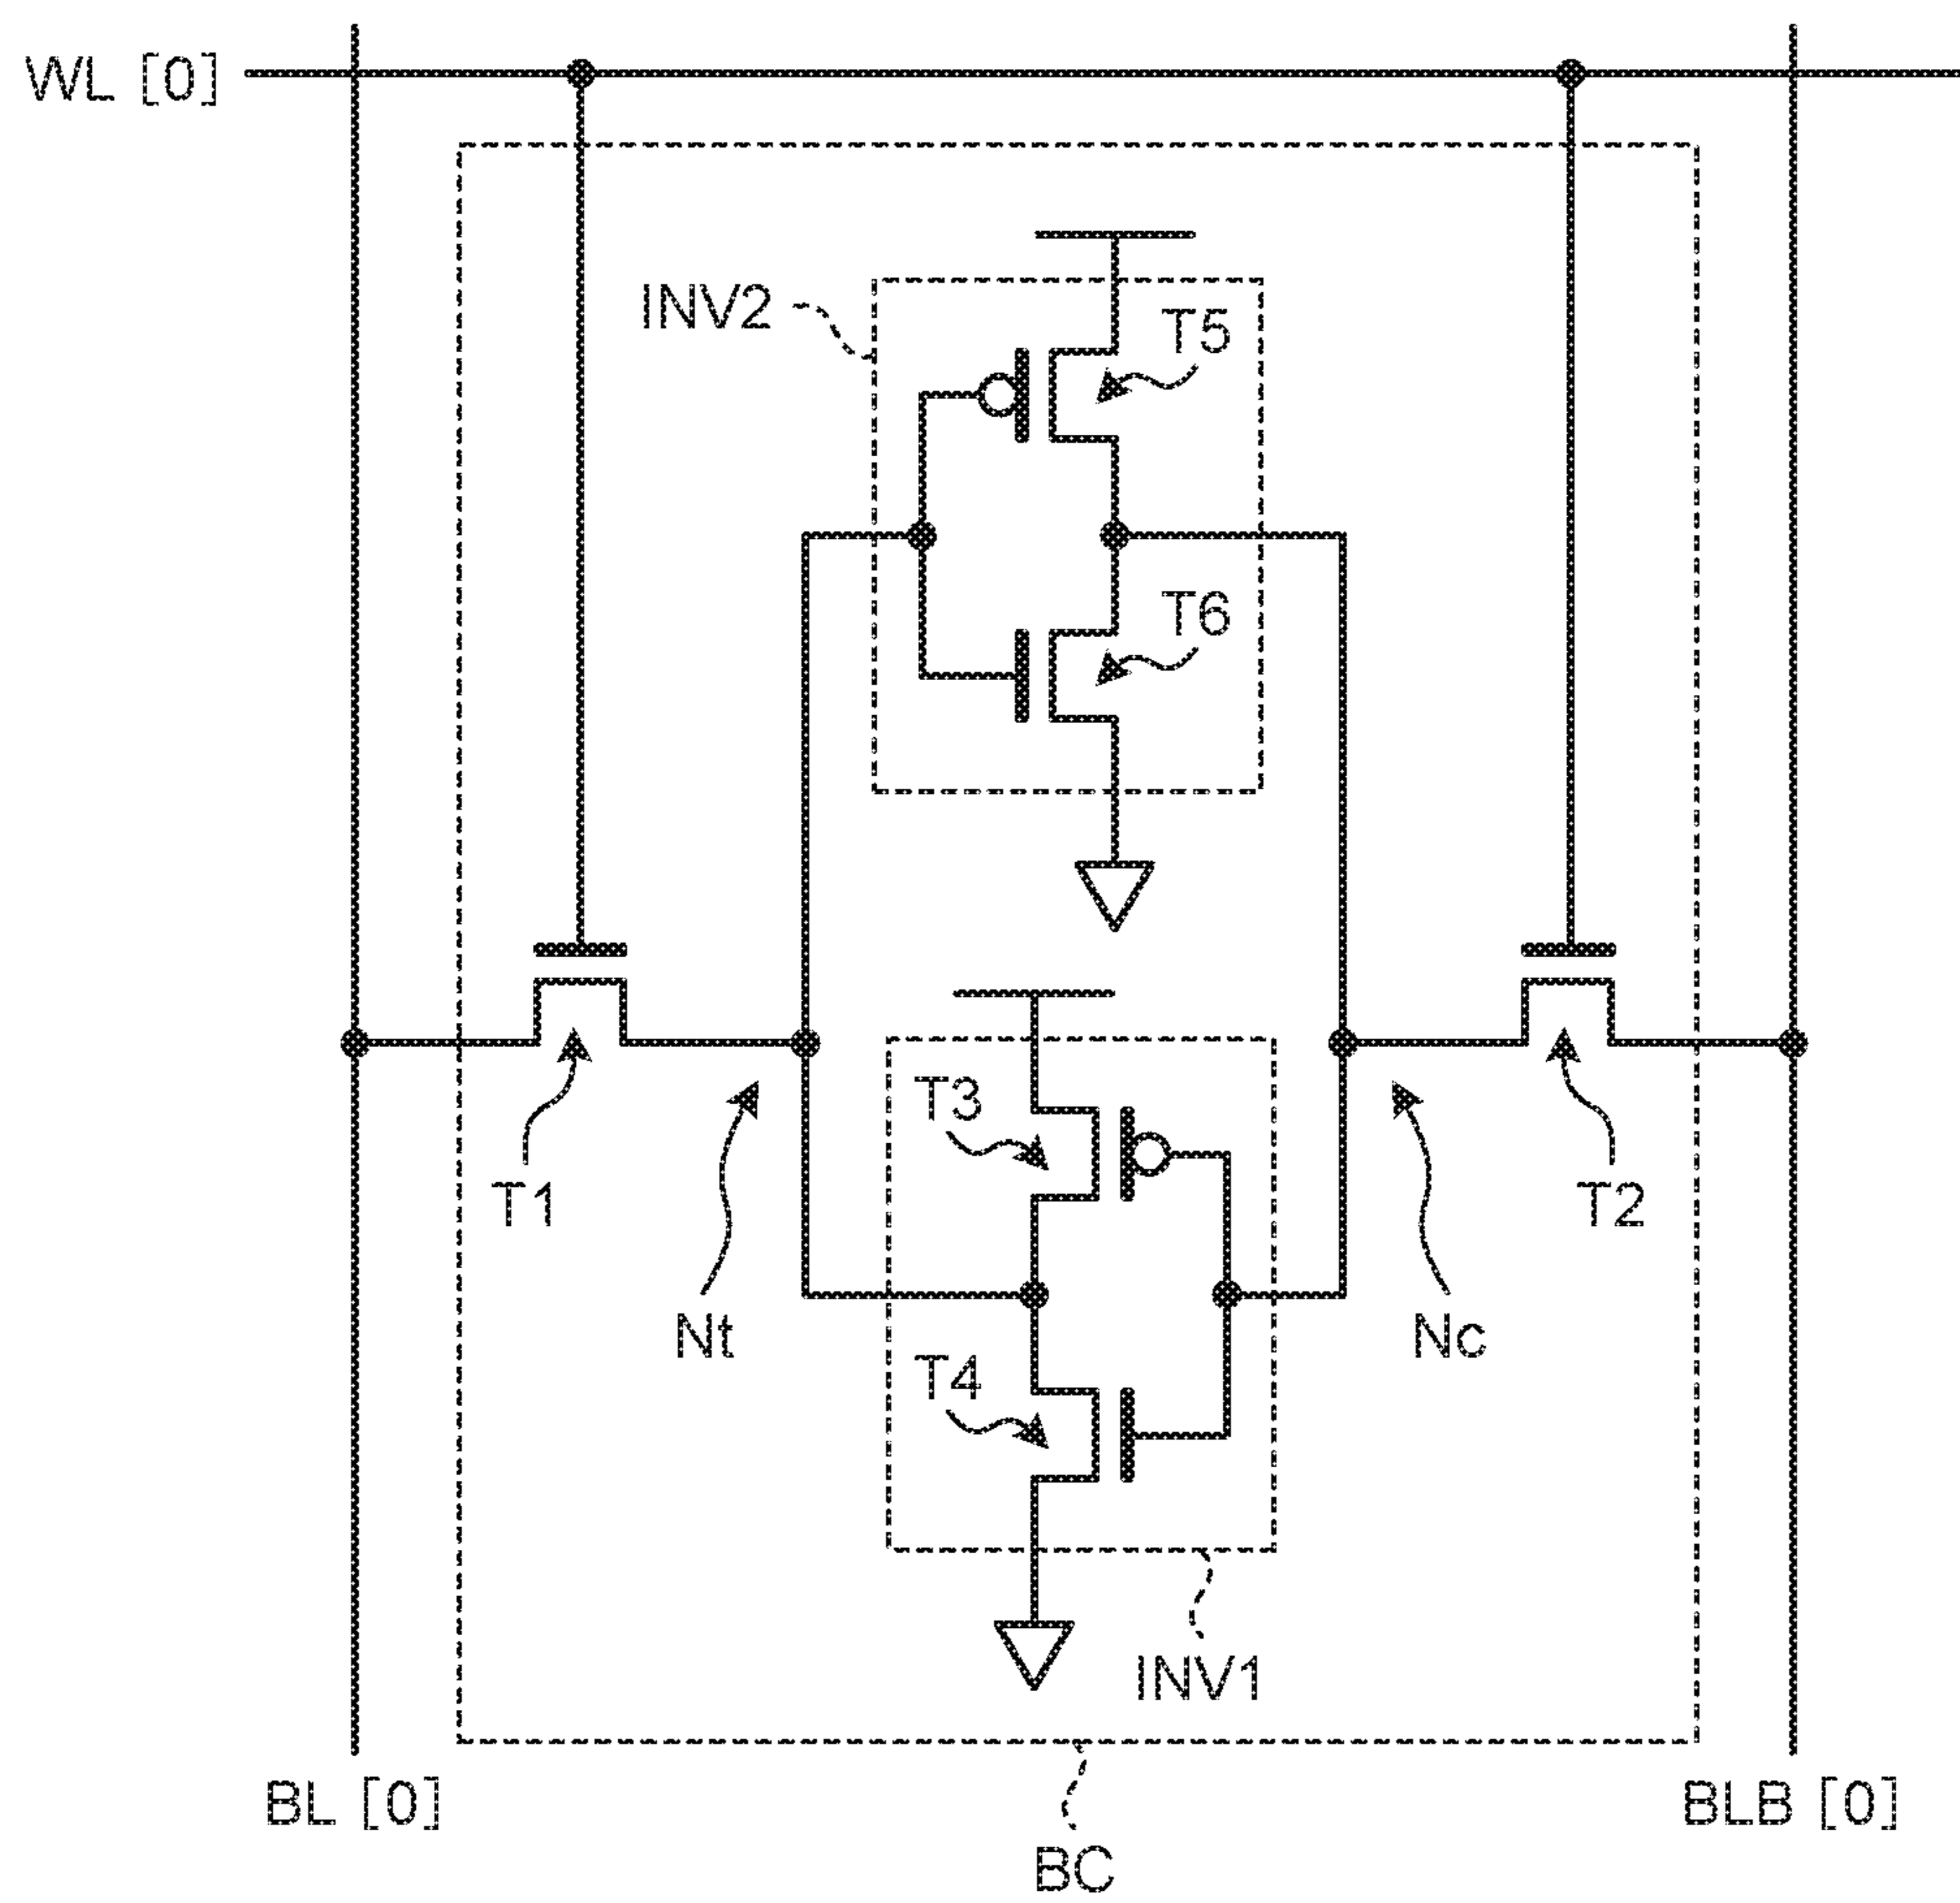 WL [0]
INV2
T5
T6
T3
T1
T2
Nt
Nc
T4
INV1
BL [0]
BLB [0]
BC